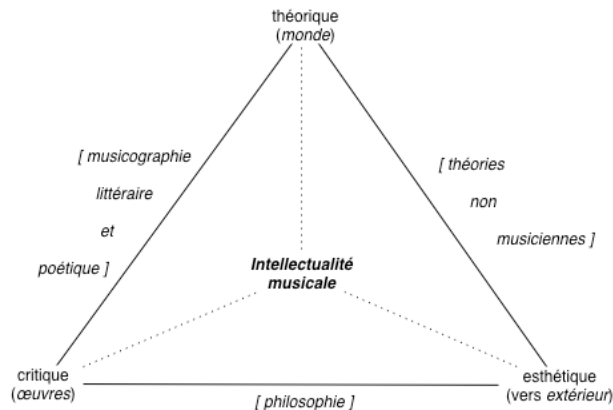 théorique
(monde)
[ musicographie
littéraire
et
poétique ]
[ théories
non
musiciennes ]
Intellectualité
musicale
critique
(œuvres)
esthétique
(vers extérieur)
[ philosophie ]